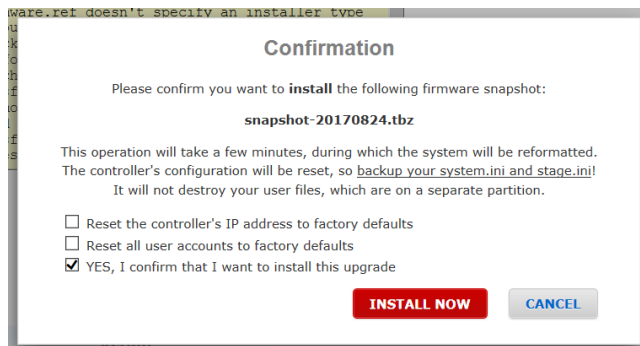 ware.ref doesn't specify an installer type
Confirmation
Please confirm you want to install the following firmware snapshot:
snapshot-20170824.tbz
This operation will take a few minutes, during which the system will be reformatted.
The controller's configuration will be reset, so backup your system.ini and stage.ini!
It will not destroy your user files, which are on a separate partition.
Reset the controller's IP address to factory defaults
Reset all user accounts to factory defaults
YES, I confirm that I want to install this upgrade
INSTALL NOW CANCEL